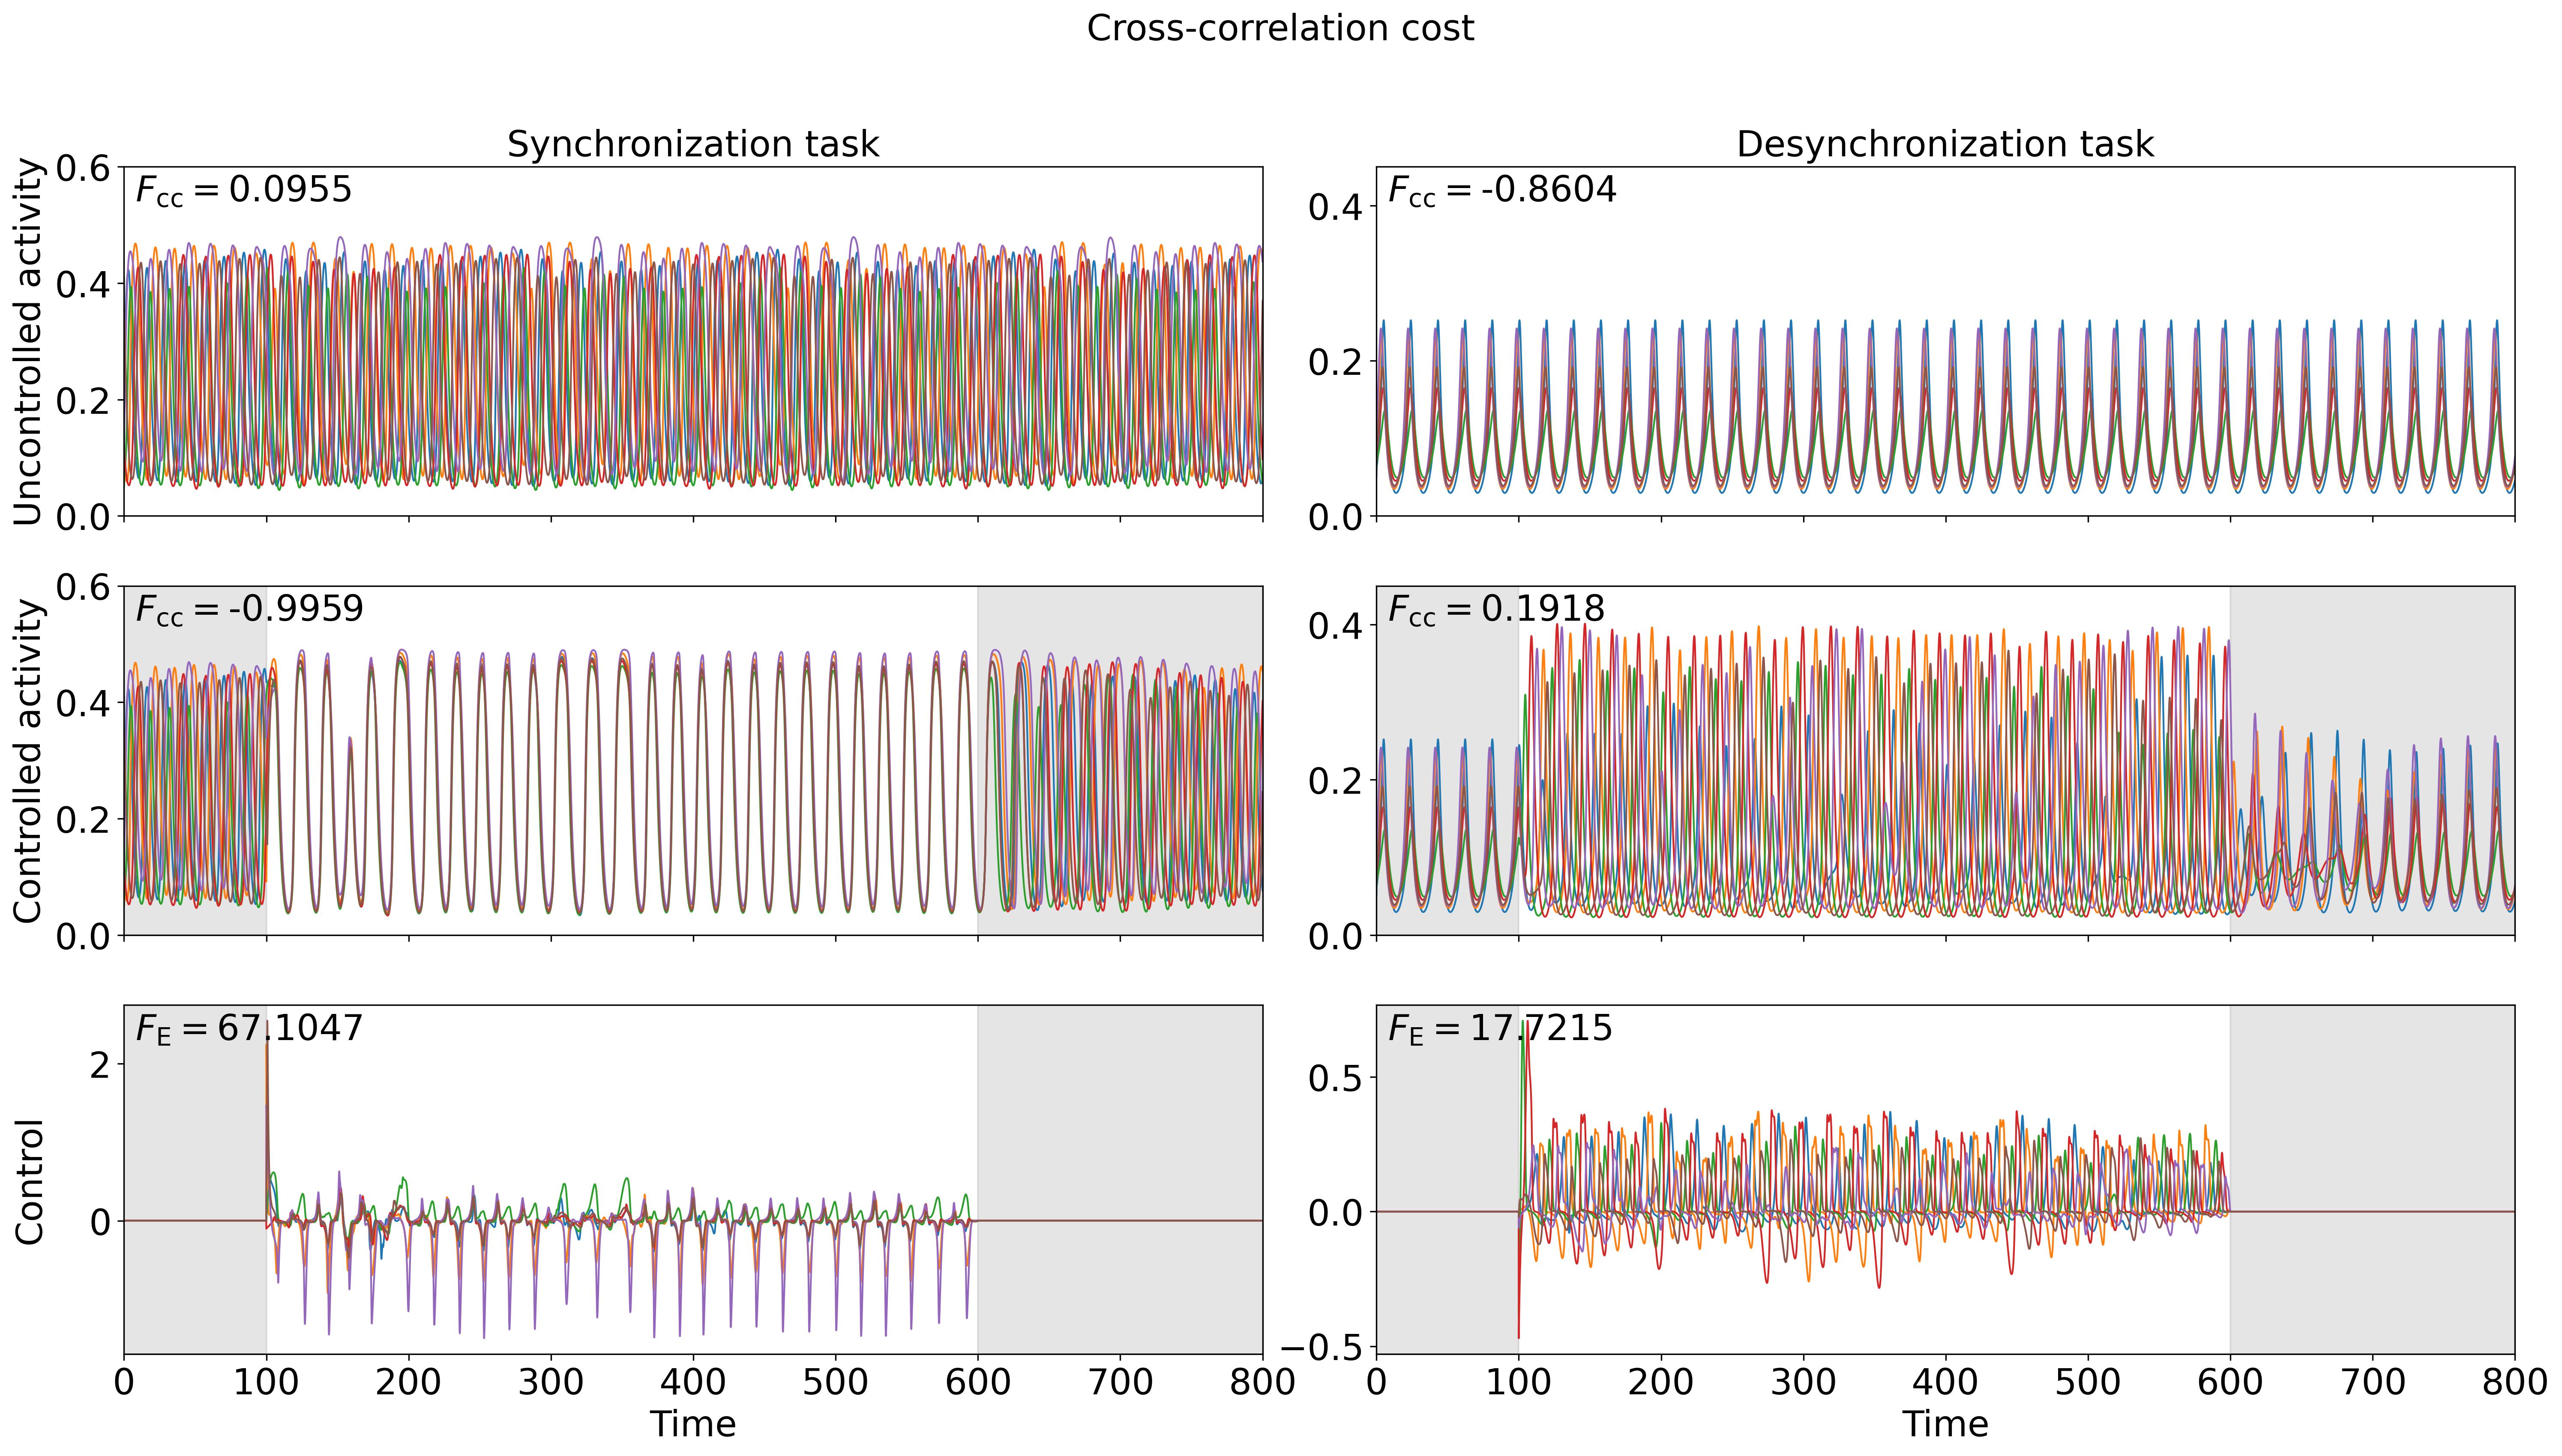 Cross-correlation cost
Synchronization task
Desynchronization task
Uncontrolled activity
0.6
0.4
0.2
0.0
F_cc = 0.0955
0.4
0.2
0.0
F_cc = -0.8604
Controlled activity
0.6
0.4
0.2
0.0
F_cc = -0.9959
0.4
0.2
0.0
F_cc = 0.1918
Control
2
0
F_E = 67.1047
0.5
0.0
−0.5
F_E = 17.7215
0 100 200 300 400 500 600 700 800
0 100 200 300 400 500 600 700 800
Time
Time